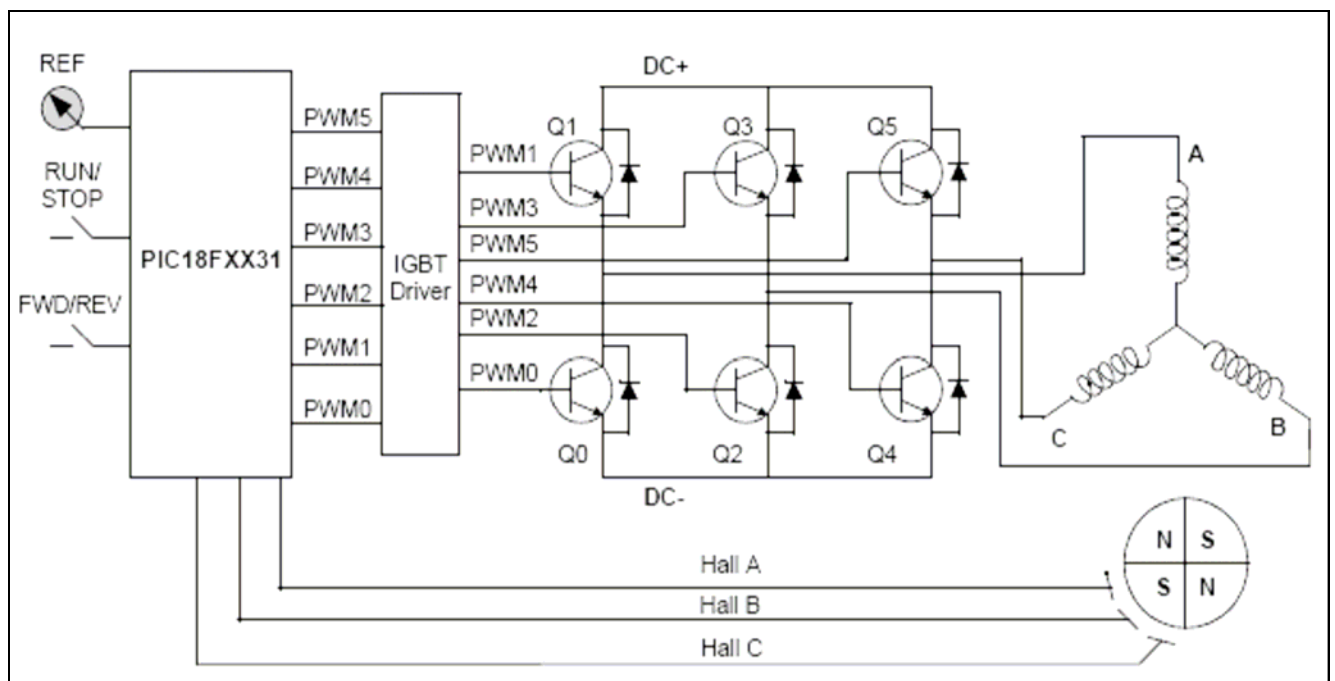 REF
RUN/
STOP
FWD/REV
PIC18FXX31
PWM5
PWM4
PWM3
PWM2
PWM1
PWM0
IGBT
Driver
PWM1
PWM3
PWM5
PWM4
PWM2
PWM0
DC+
Q1
Q3
Q5
Q0
Q2
Q4
DC-
A
C
B
Hall A
Hall B
Hall C
N S
S N